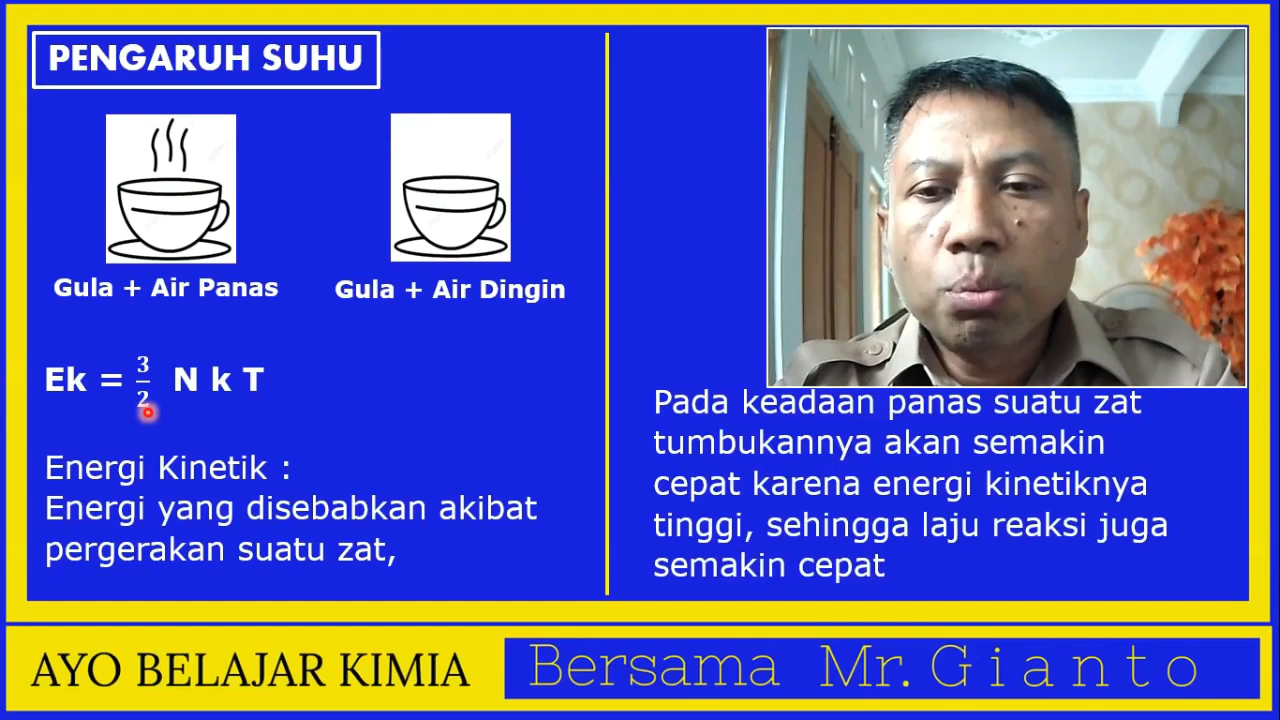 PENGARUH SUHU
Gula + Air Panas
Gula + Air Dingin
Ek = 3/2 N k T
Energi Kinetik :
Energi yang disebabkan akibat
pergerakan suatu zat,
Pada keadaan panas suatu zat
tumbukannya akan semakin
cepat karena energi kinetiknya
tinggi, sehingga laju reaksi juga
semakin cepat
AYO BELAJAR KIMIA
Bersama Mr. Gianto